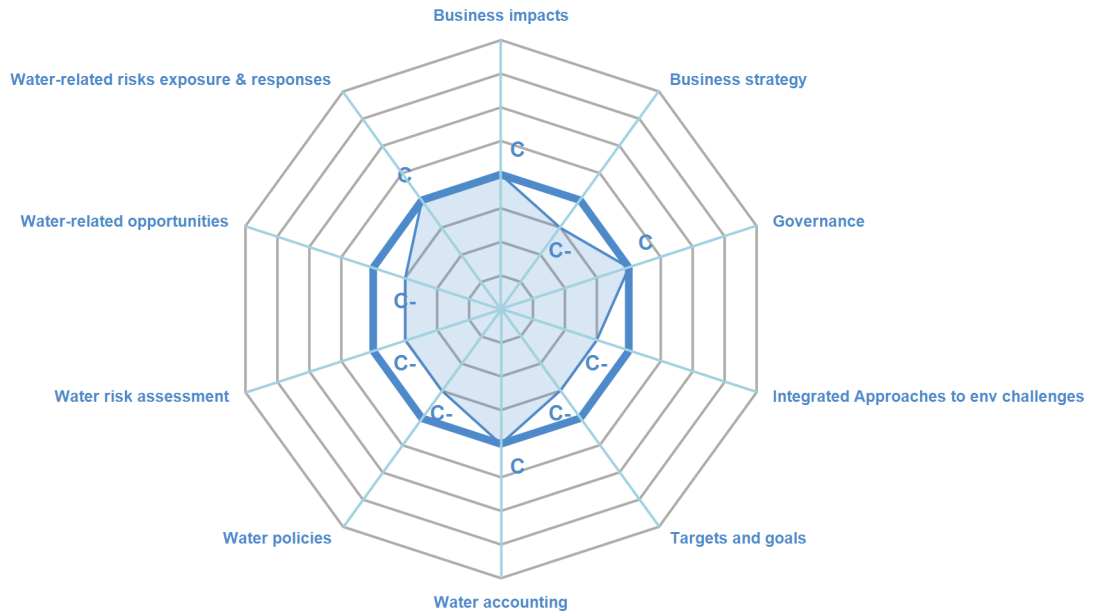 Business impacts
Water-related risks exposure & responses
Business strategy
C
C
Water-related opportunities
Governance
C
C-
C-
C-
C-
Water risk assessment
Integrated Approaches to env challenges
C-
C-
C
Water policies
Targets and goals
Water accounting